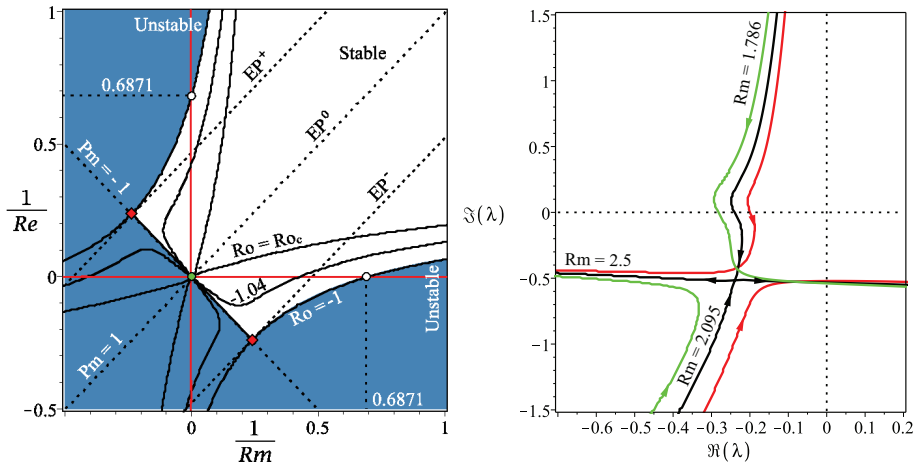 1
Unstable
Stable
EP+
0.6871
EP0
0.5
Pm = - 1
EP-
1
Re
Ro = Roc
0
-1.04
Ro = -1
Unstable
Pm = 1
0.6871
-0.5
0
0.5
1
1
Rm
1.5
1
Rm = 1.786
0.5
ℑ(λ)
0
Rm = 2.5
-0.5
Rm = 2.095
-1
-1.5
-0.6
-0.5
-0.4
-0.3
-0.2
-0.1
0
0.1
0.2
ℜ(λ)